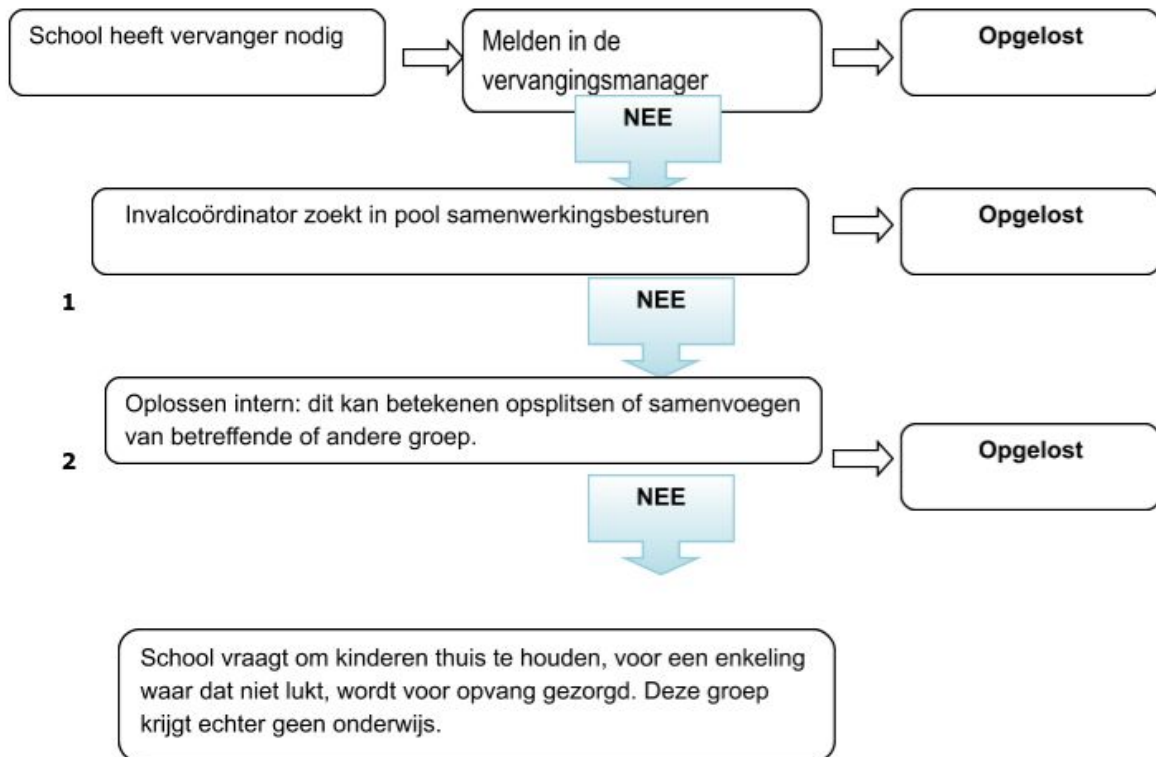 School heeft vervanger nodig
Melden in de
vervangingsmanager
Opgelost
NEE
Invalcoördinator zoekt in pool samenwerkingsbesturen
Opgelost
1
NEE
Oplossen intern: dit kan betekenen opsplitsen of samenvoegen
van betreffende of andere groep.
Opgelost
2
NEE
School vraagt om kinderen thuis te houden, voor een enkeling
waar dat niet lukt, wordt voor opvang gezorgd. Deze groep
krijgt echter geen onderwijs.